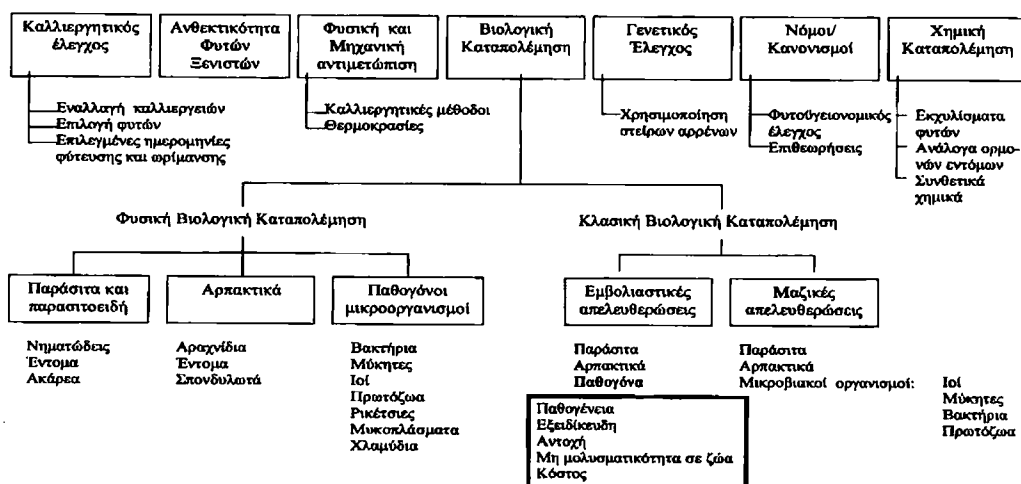 Καλλιεργητικός
έλεγχος
Ανθεκτικότητα
Φυτών
Ξενιστών
Φυσική και
Μηχανική
αντιμετώπιση
Βιολογική
Καταπολέμηση
Γενετικός
Έλεγχος
Νόμοι/
Κανονισμοί
Χημική
Καταπολέμηση
Εναλλαγή καλλιεργειών
Επιλογή φυτών
Επιλεγμένες ημερομηνίες
φύτευσης και ωρίμανσης
Καλλιεργητικές μέθοδοι
Θερμοκρασίες
Χρησιμοποίηση
στείρων αρρένων
Φυτοϋγειονομικός
έλεγχος
Επιθεωρήσεις
Εκχυλίσματα
φυτών
Ανάλογα ορμο-
νών εντόμων
Συνθετικά
χημικά
Φυσική Βιολογική Καταπολέμηση
Κλασική Βιολογική Καταπολέμηση
Παράσιτα και
παρασιτοειδή
Αρπακτικά
Παθογόνοι
μικροοργανισμοί
Εμβολιαστικές
απελευθερώσεις
Μαζικές
απελευθερώσεις
Νηματώδεις
Έντομα
Ακάρεα
Αραχνίδια
Έντομα
Σπονδυλωτά
Βακτήρια
Μύκητες
Ιοί
Πρωτόζωα
Ρικέτσιες
Μυκοπλάσματα
Χλαμύδια
Παράσιτα
Αρπακτικά
Παθογόνα
Παράσιτα
Αρπακτικά
Μικροβιακοί οργανισμοί:
Ιοί
Μύκητες
Βακτήρια
Πρωτόζωα
Παθογένεια
Εξειδίκευδη
Αντοχή
Μη μολυσματικότητα σε ζώα
Κόστος